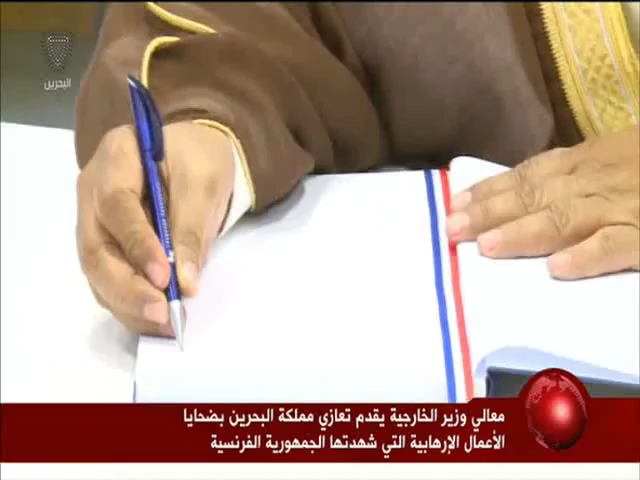 البحرين
معالي وزير الخارجية يقدم تعازي مملكة البحرين بضحايا
الأعمال الإرهابية التي شهدتها الجمهورية الفرنسية